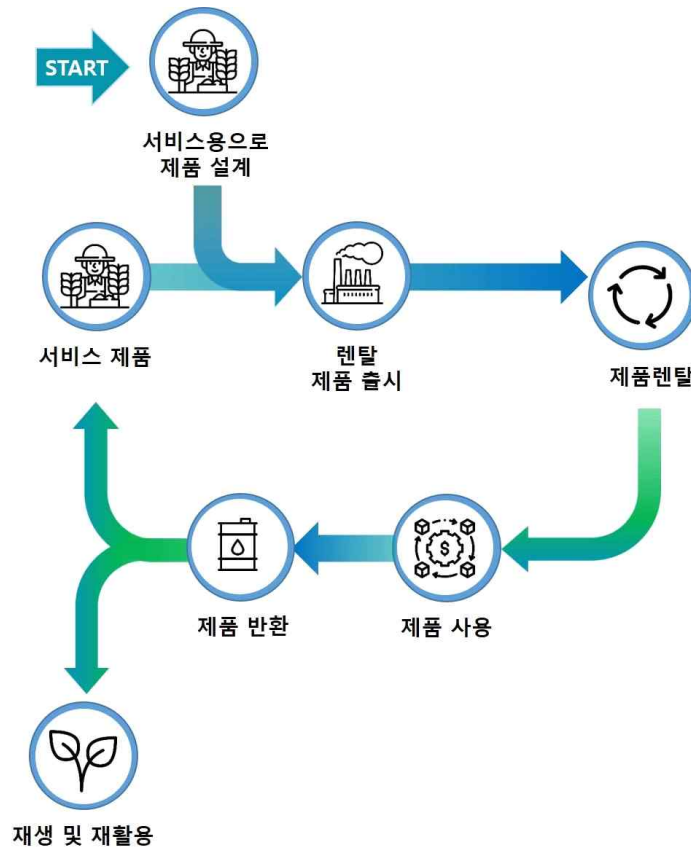 START
서비스용으로
제품 설계
서비스 제품
렌탈
제품 출시
제품렌탈
제품 반환
제품 사용
재생 및 재활용
$